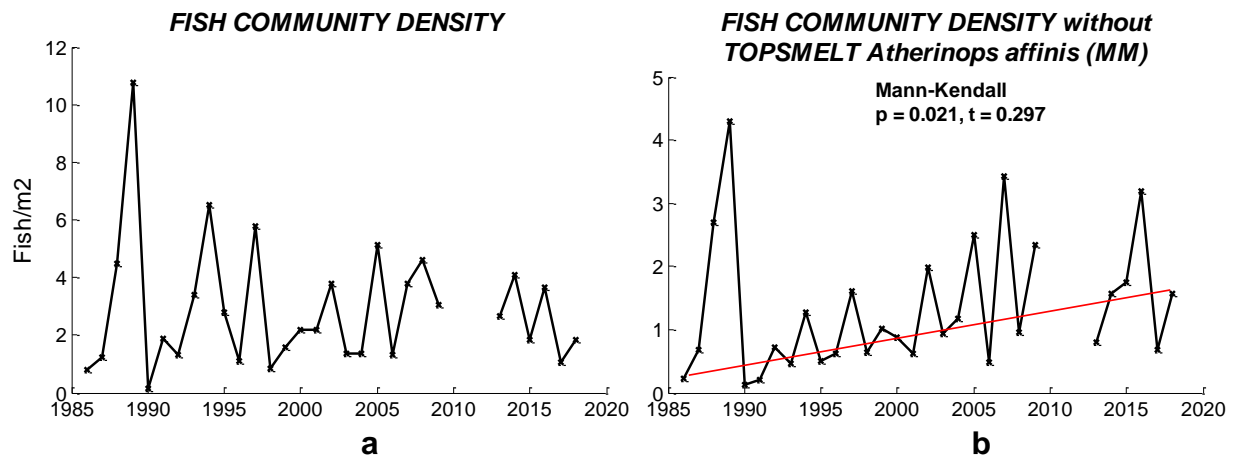 FISH COMMUNITY DENSITY
12
10
8
6
4
2
0
Fish/m2
1985 1990 1995 2000 2005 2010 2015 2020
a
FISH COMMUNITY DENSITY without
TOPSMELT Atherinops affinis (MM)
Mann-Kendall
p = 0.021, t = 0.297
5
4
3
2
1
0
1985 1990 1995 2000 2005 2010 2015 2020
b